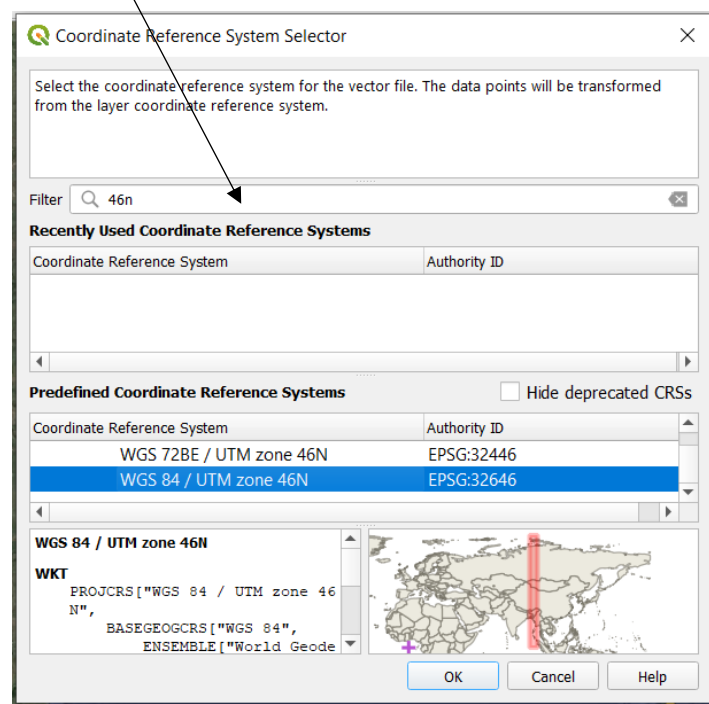 Coordinate Reference System Selector
Select the coordinate reference system for the vector file. The data points will be transformed
from the layer coordinate reference system.
Filter 46n
Recently Used Coordinate Reference Systems
Coordinate Reference System Authority ID
Predefined Coordinate Reference Systems Hide deprecated CRSs
Coordinate Reference System Authority ID
WGS 72BE / UTM zone 46N EPSG:32446
WGS 84 / UTM zone 46N EPSG:32646
WGS 84 / UTM zone 46N
WKT
PROJCRS["WGS 84 / UTM zone 46
N",
BASEGEOGCRS["WGS 84",
ENSEMBLE["World Geode
OK Cancel Help